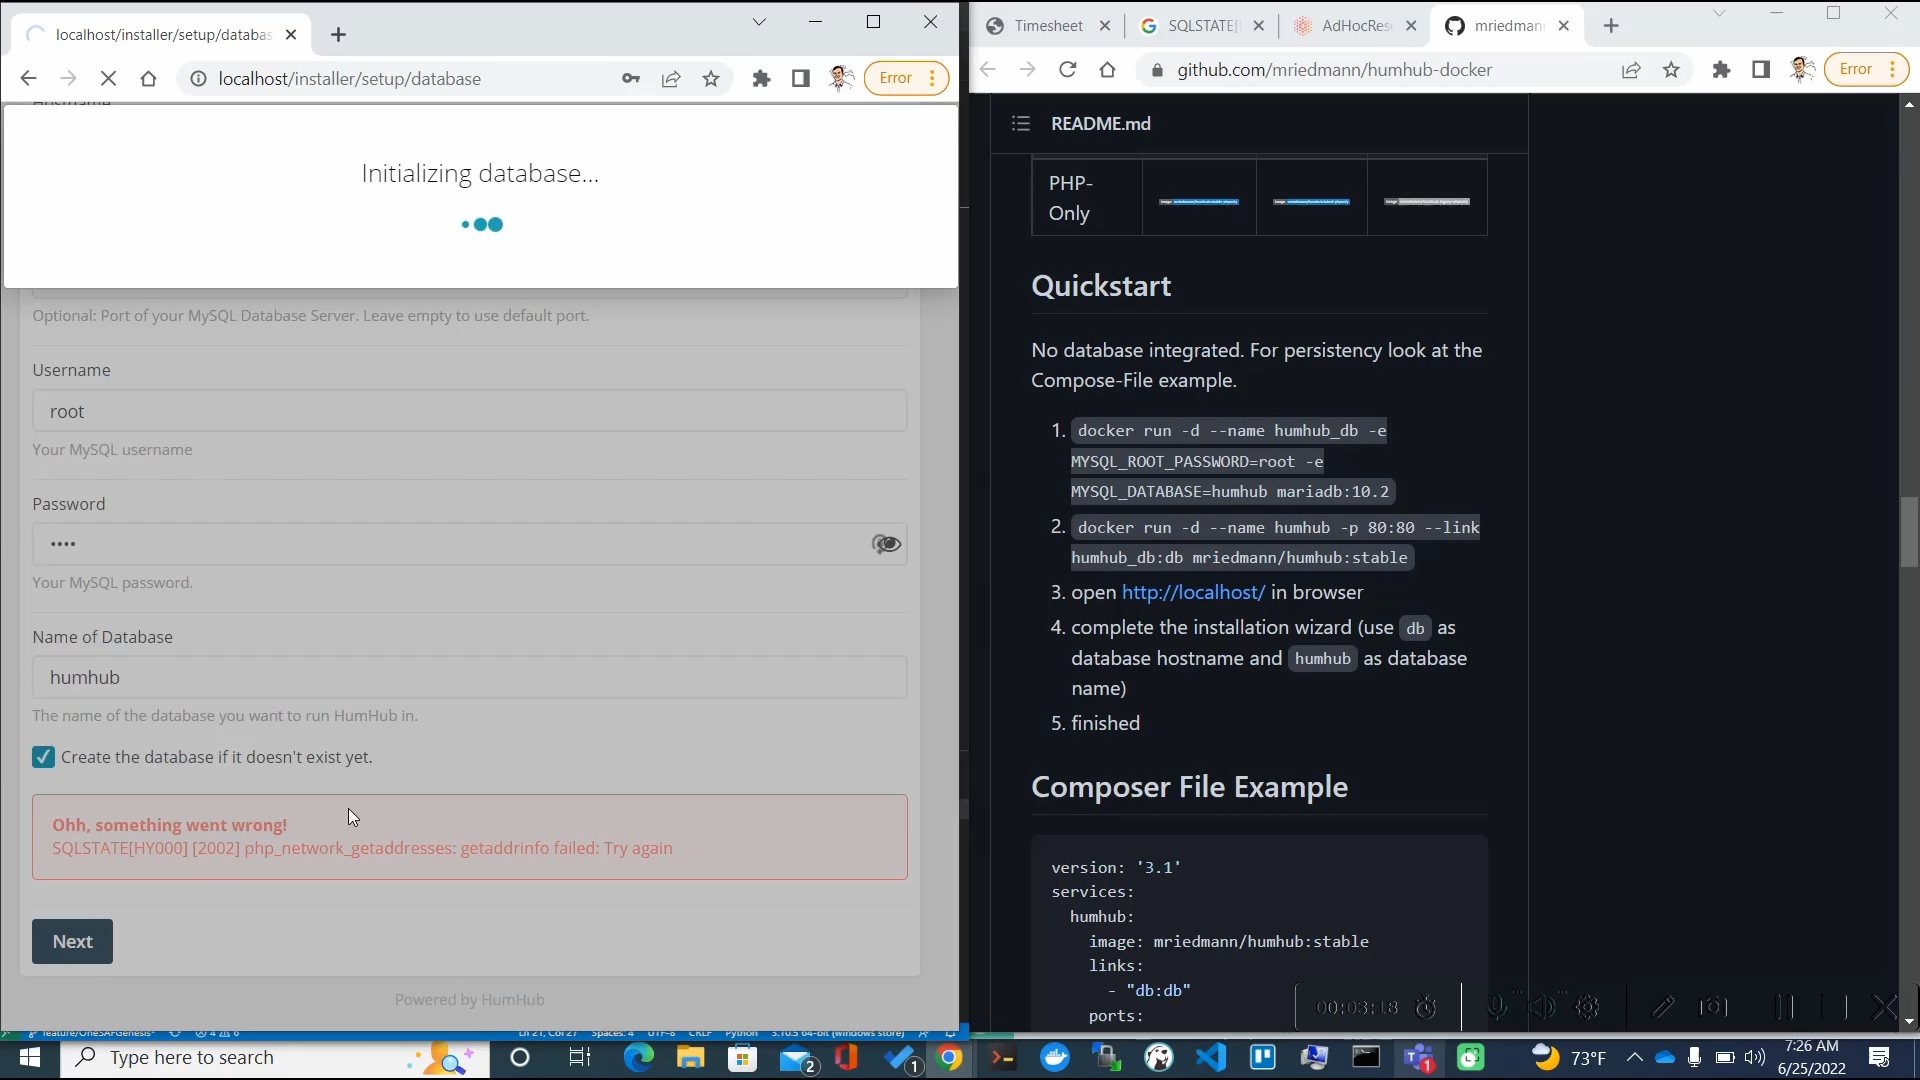 localhost/installer/setup/databas
localhost/installer/setup/database
Error
Initializing database...
Optional: Port of your MySQL Database Server. Leave empty to use default port.
Username
root
Your MySQL username
Password
••••
Your MySQL password.
Name of Database
humhub
The name of the database you want to run HumHub in.
Create the database if it doesn't exist yet.
Ohh, something went wrong!
SQLSTATE[HY000] [2002] php_network_getaddresses: getaddrinfo failed: Try again
Next
Powered by HumHub
Timesheet
SQLSTATE[
AdHocRese
mriedman
github.com/mriedmann/humhub-docker
Error
README.md
PHP-
Only
Quickstart
No database integrated. For persistency look at the
Compose-File example.
1. docker run -d --name humhub_db -e
MYSQL_ROOT_PASSWORD=root -e
MYSQL_DATABASE=humhub mariadb:10.2
2. docker run -d --name humhub -p 80:80 --link
humhub_db:db mriedmann/humhub:stable
3. open http://localhost/ in browser
4. complete the installation wizard (use db as
database hostname and humhub as database
name)
5. finished
Composer File Example
version: '3.1'
services:
humhub:
image: mriedmann/humhub:stable
links:
- "db:db"
ports:
00:03:18
Type here to search
2
1
1
73°F
7:26 AM
6/25/2022